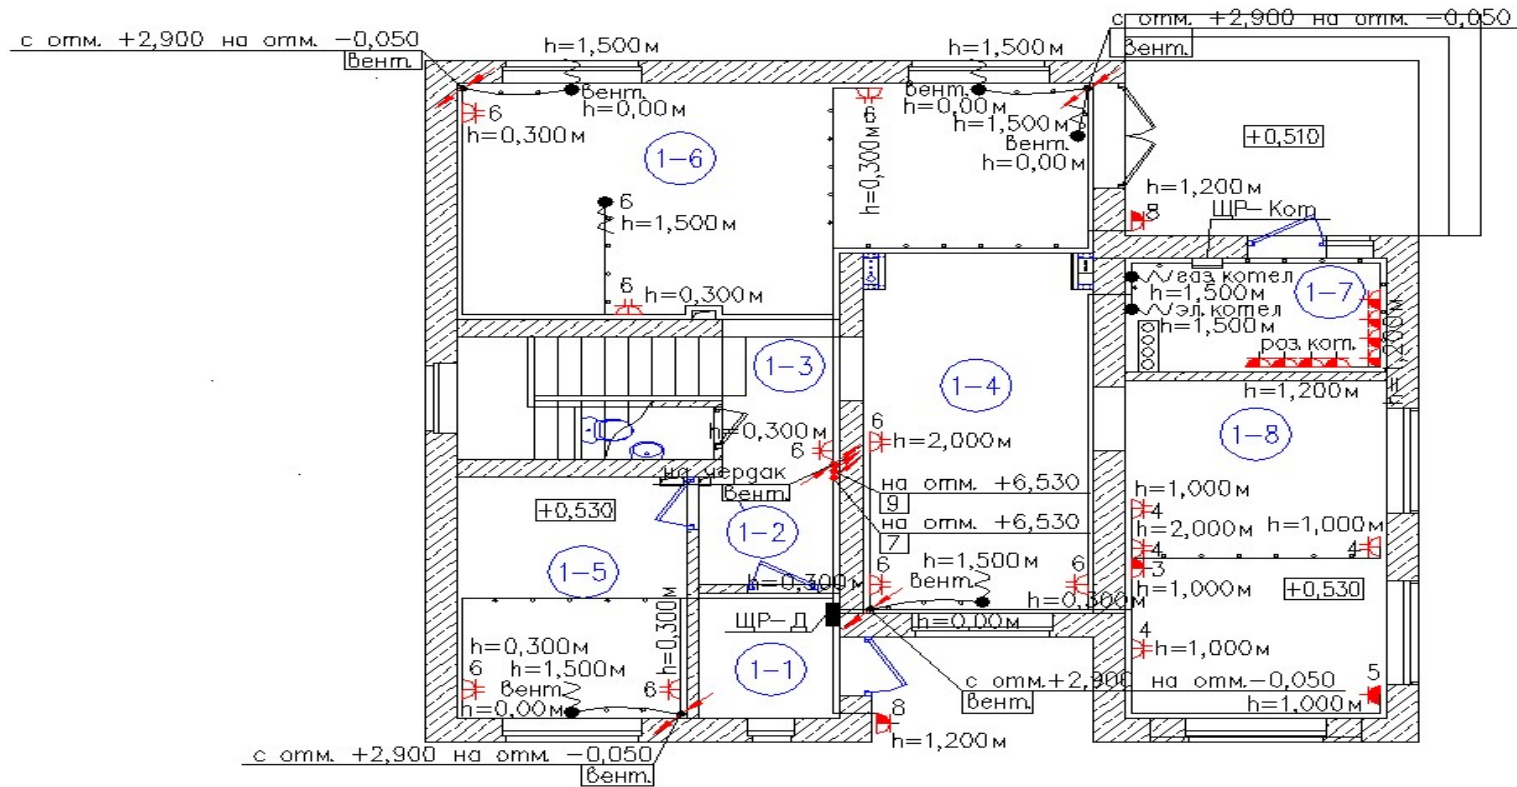 с отм. +2,900 на отм. −0,050
Вент.
h=1,500м
h=1,500м
с отм. +2,900 на отм. −0,050
Вент.
Вент.
h=0,00м
6
h=0,300м
1−6
6
h=1,500м
6
h=0,300м
6
h=0,300м
Вент.
h=0,00м
h=1,500м
Вент.
h=0,00м
+0,510
h=1,200м
8
ЩР−Кот
газ. котел
h=1,500м
эл. котел
h=1,500м
1−7
роз. кот.
h=1,200м
h=1,200м
1−3
1−4
1−8
h=0,300м
6
6
h=2,000м
на чердак
Вент.
на отм. +6,530
9
на отм. +6,530
7
+0,530
1−2
1−5
h=1,000м
4
h=2,000м
4
h=1,000м
4
3
h=1,000м
+0,530
6
h=1,500м
Вент.
6
h=0,300м
h=0,300м
h=0,00м
ЩР−Д
1−1
h=0,300м
6
h=1,500м
Вент.
h=0,00м
h=0,300м
6
4
h=1,000м
5
h=1,000м
с отм.+2,900 на отм.−0,050
Вент.
8
h=1,200м
с отм. +2,900 на отм. −0,050
Вент.